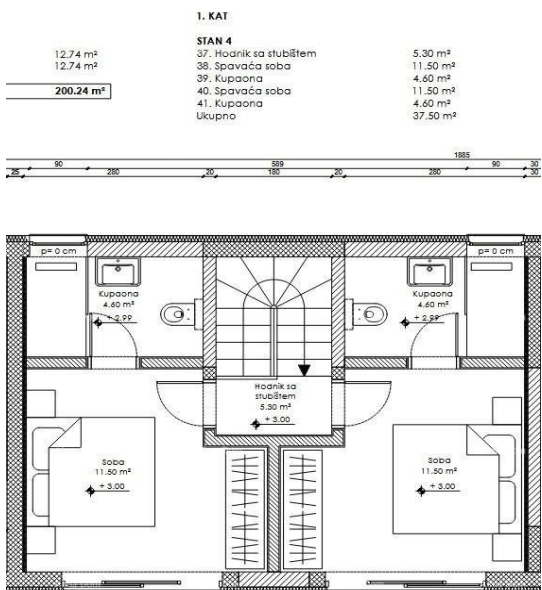 1. KAT
STAN 4
12.74 m²
12.74 m²
200.24 m²
37. Hodnik sa stubištem 5.30 m²
38. Spavaća soba 11.50 m²
39. Kupaona 4.60 m²
40. Spavaća soba 11.50 m²
41. Kupaona 4.60 m²
Ukupno 37.50 m²
1885
90 589 90 30
25 280 20 180 20 280 30
p= 0 cm
p= 0 cm
Kupaona
4.60 m²
+ 2.99
Kupaona
4.60 m²
+ 2.99
Hodnik sa
stubištem
5.30 m²
+ 3.00
Soba
11.50 m²
+ 3.00
Soba
11.50 m²
+ 3.00